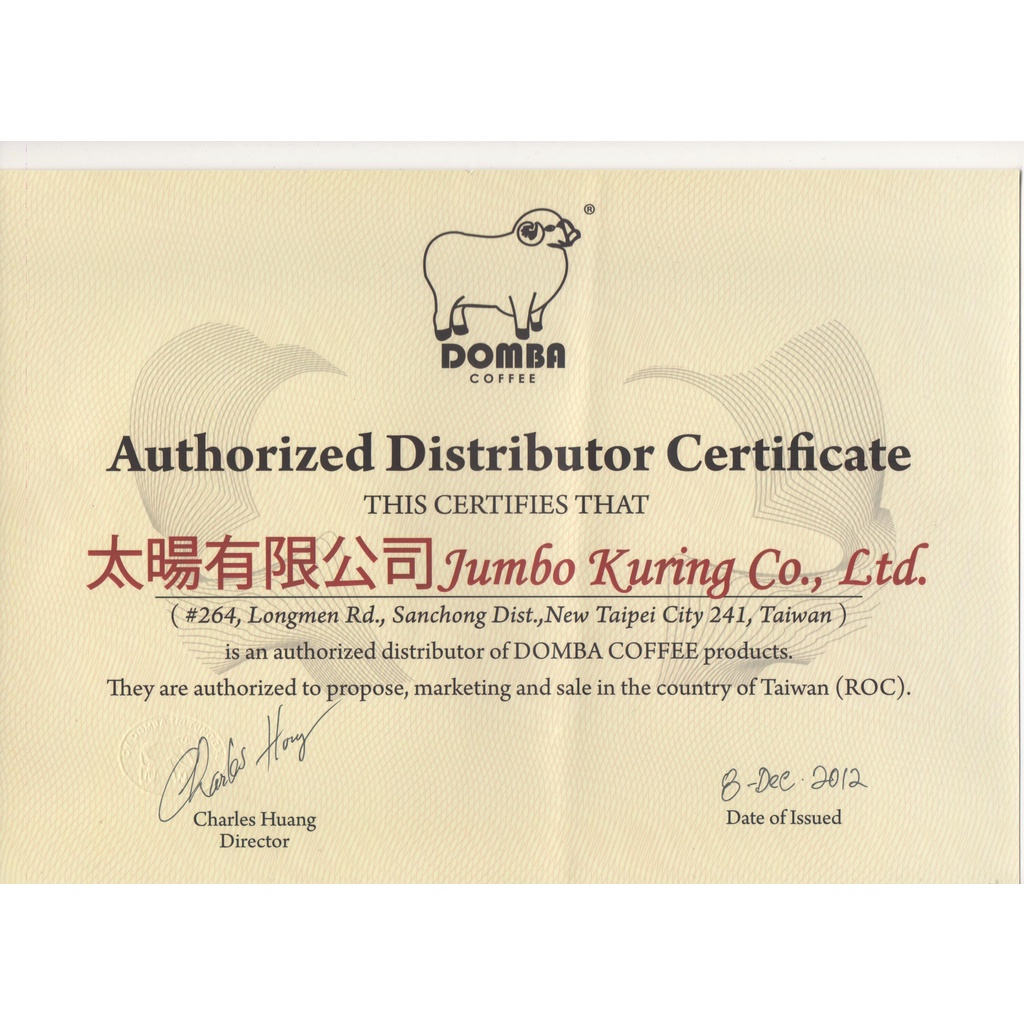 ®
DOMBA
COFFEE
Authorized Distributor Certificate
THIS CERTIFIES THAT
太暘有限公司 Jumbo Kuring Co., Ltd.
( #264, Longmen Rd., Sanchong Dist.,New Taipei City 241, Taiwan )
is an authorized distributor of DOMBA COFFEE products.
They are authorized to propose, marketing and sale in the country of Taiwan (ROC).
8-Dec. 2012
Charles Huang
Date of Issued
Director